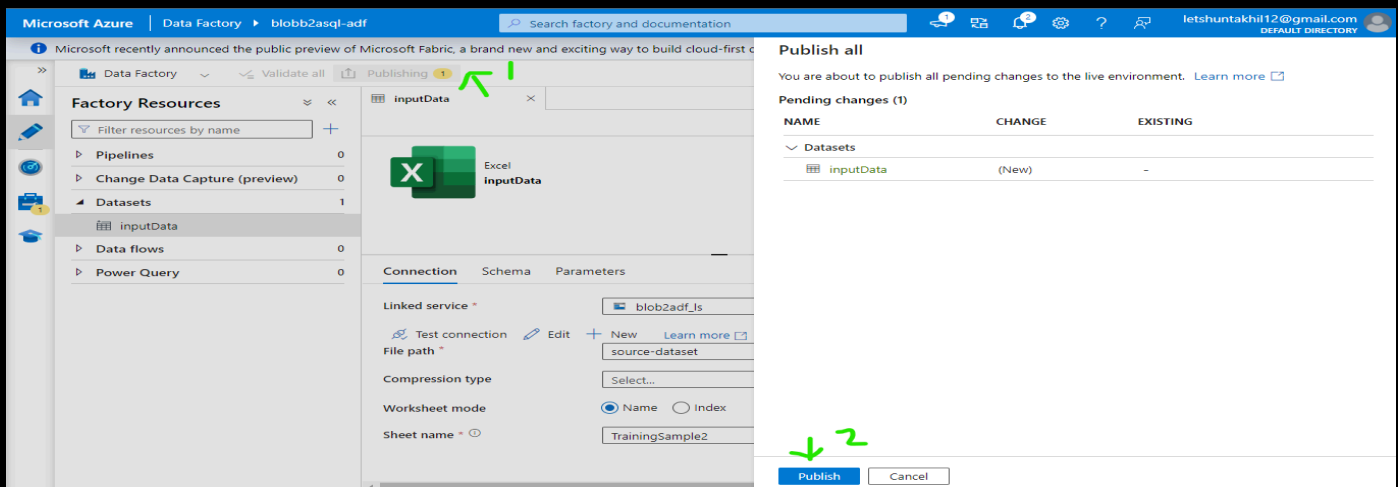 Microsoft Azure Data Factory blobb2asql-adf Search factory and documentation 1 2 letshuntakhil12@gmail.com
DEFAULT DIRECTORY
Microsoft recently announced the public preview of Microsoft Fabric, a brand new and exciting way to build cloud-first
Data Factory Validate all Publishing 1
1
Factory Resources
Filter resources by name
Pipelines 0
Change Data Capture (preview) 0
Datasets 1
inputData
Data flows 0
Power Query 0
1
inputData
X
Excel
inputData
Connection Schema Parameters
Linked service * blob2adf_ls
Test connection Edit New Learn more
File path * source-dataset
Compression type Select...
Worksheet mode Name Index
Sheet name * TrainingSample2
Publish all
You are about to publish all pending changes to the live environment. Learn more
Pending changes (1)
NAME CHANGE EXISTING
Datasets
inputData (New) -
2
Publish Cancel